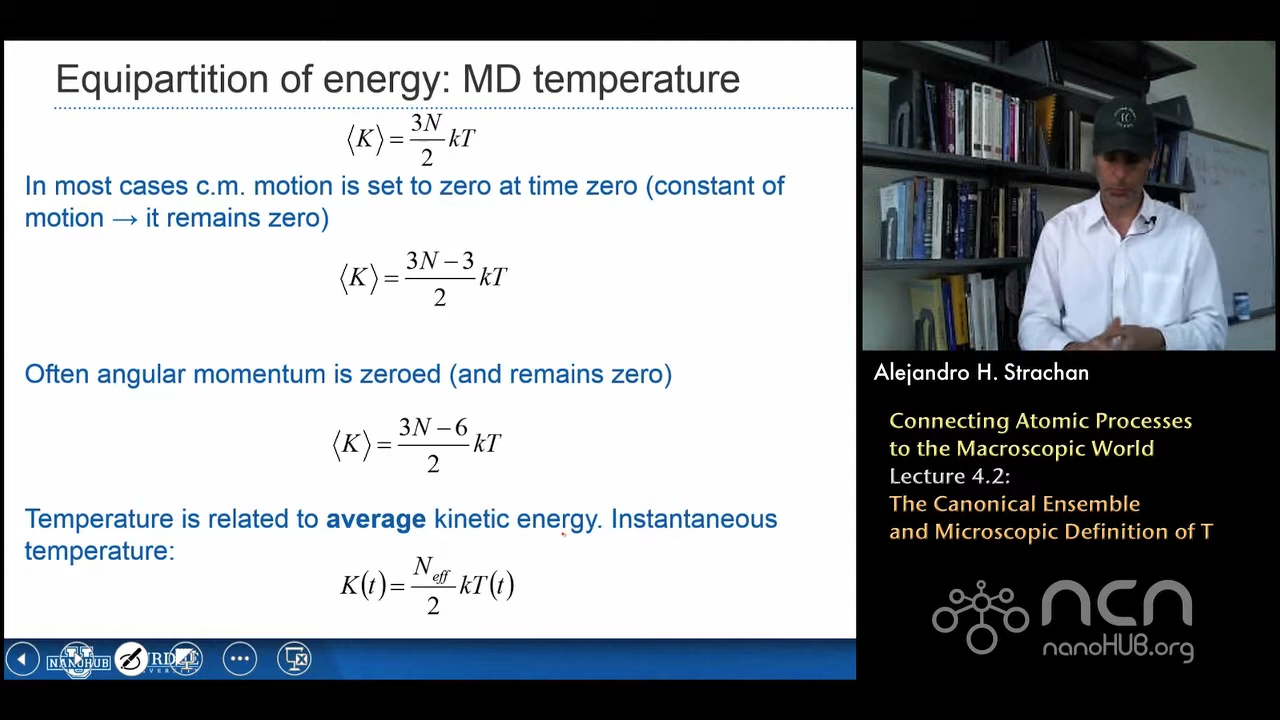 Equipartition of energy: MD temperature
⟨K⟩ = 3N/2 kT
In most cases c.m. motion is set to zero at time zero (constant of
motion → it remains zero)
⟨K⟩ = 3N − 3/2 kT
Often angular momentum is zeroed (and remains zero)
⟨K⟩ = 3N − 6/2 kT
Temperature is related to average kinetic energy. Instantaneous
temperature:
K(t) = N_eff/2 kT(t)
NANOHUB
Alejandro H. Strachan
Connecting Atomic Processes
to the Macroscopic World
Lecture 4.2:
The Canonical Ensemble
and Microscopic Definition of T
ncn
nanoHUB.org